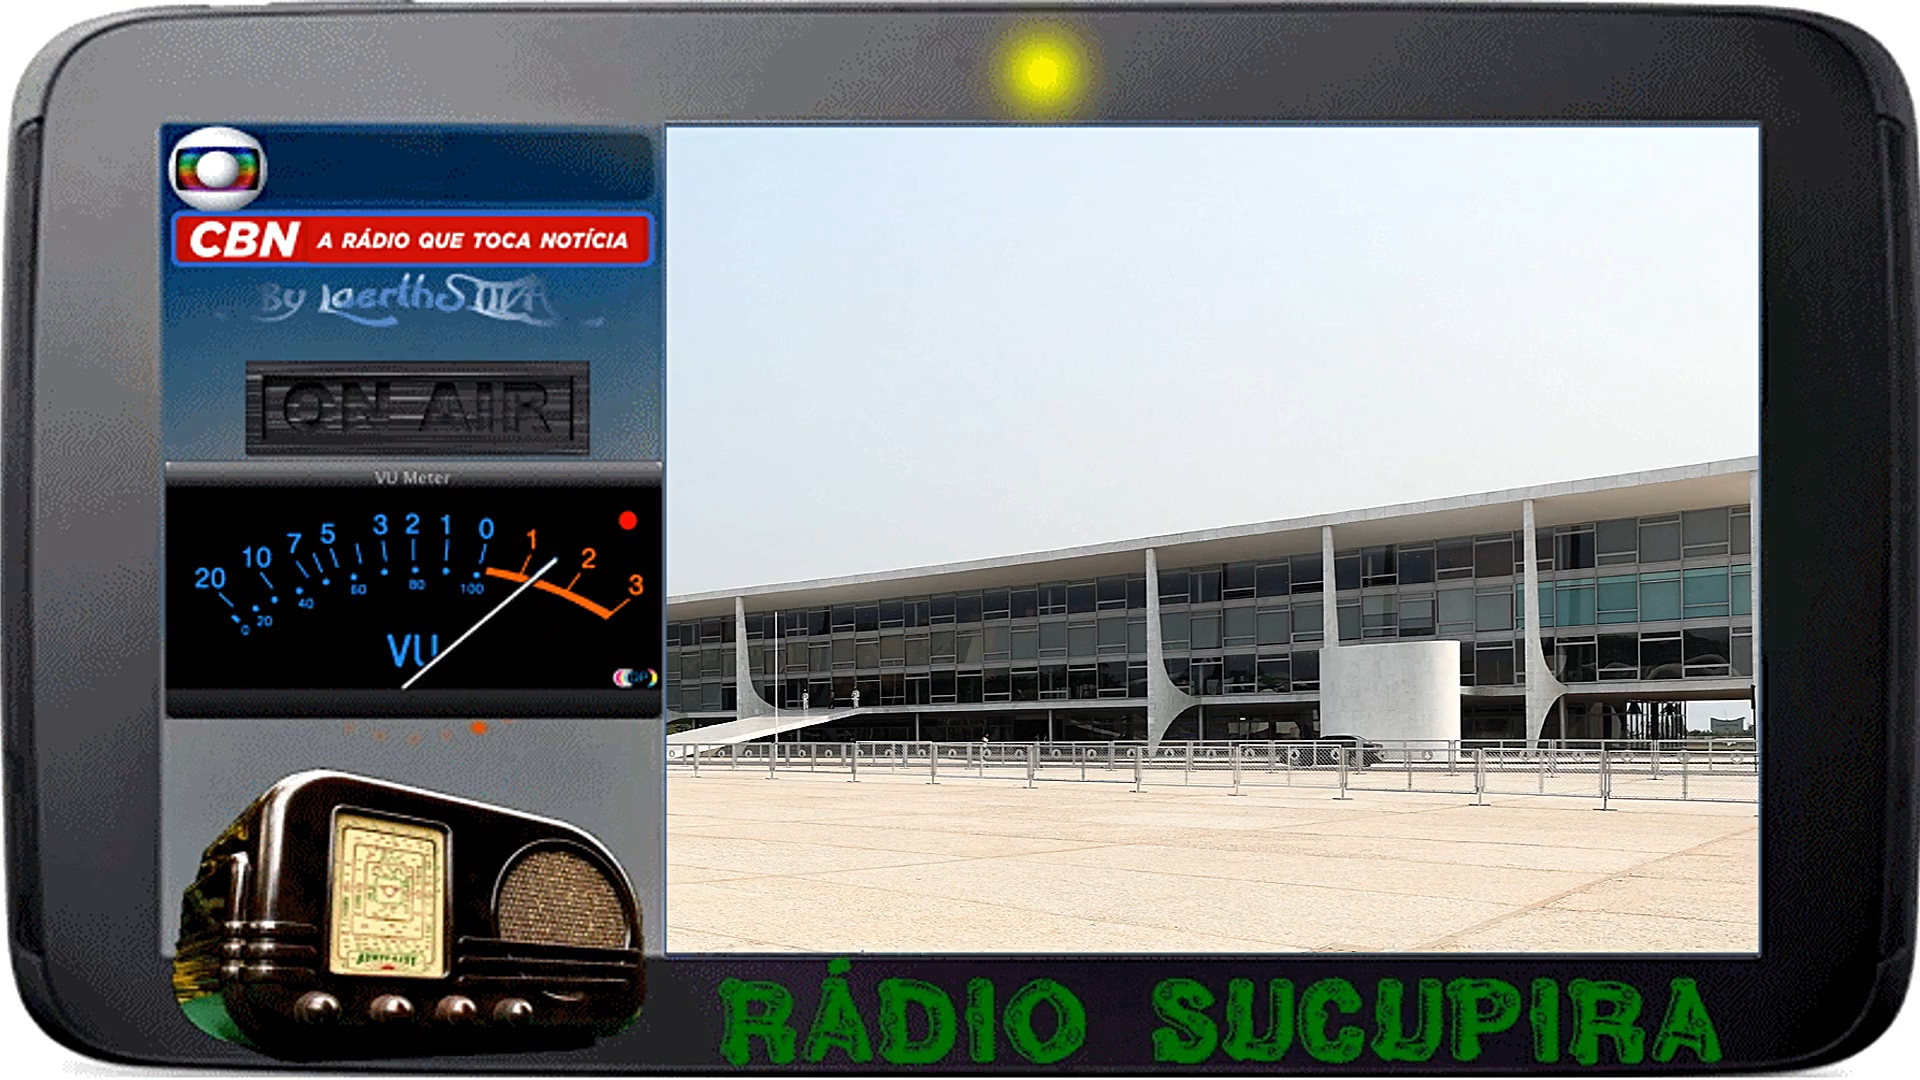 CBN A RÁDIO QUE TOCA NOTÍCIA
By LaerthSILVA
ON AIR
VU Meter
20 10 7 5 3 2 1 0 1 2 3
0 20 40 60 80 100
VU
RÁDIO SUCUPIRA